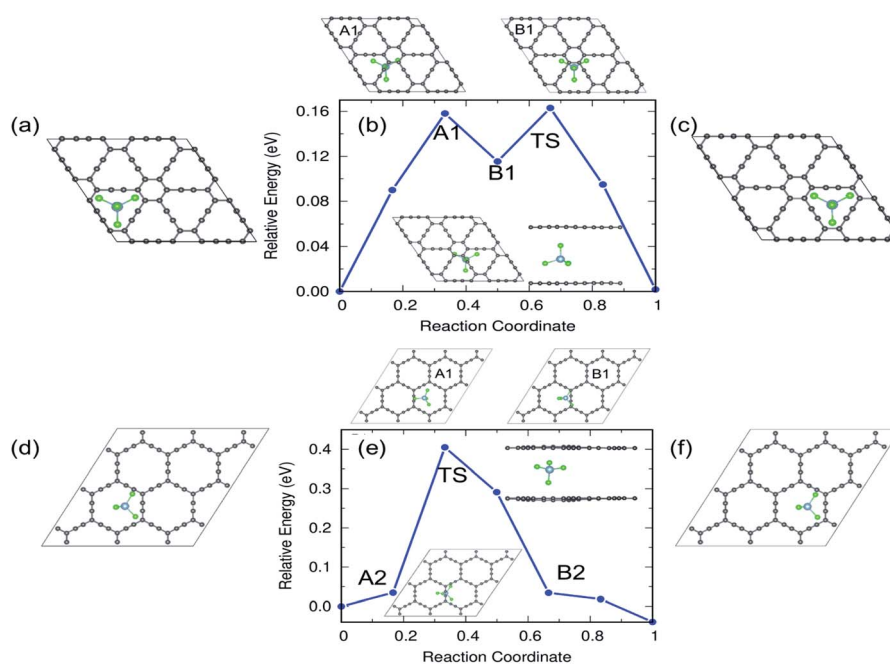 A1
B1
(a)
(b)
(c)
0.16
0.12
0.08
0.04
0.00
Relative Energy (eV)
A1
B1
TS
0 0.2 0.4 0.6 0.8 1
Reaction Coordinate
A1
B1
(d)
(e)
(f)
0.4
0.3
0.2
0.1
0.0
Relative Energy (eV)
TS
A2
B2
0 0.2 0.4 0.6 0.8 1
Reaction Coordinate